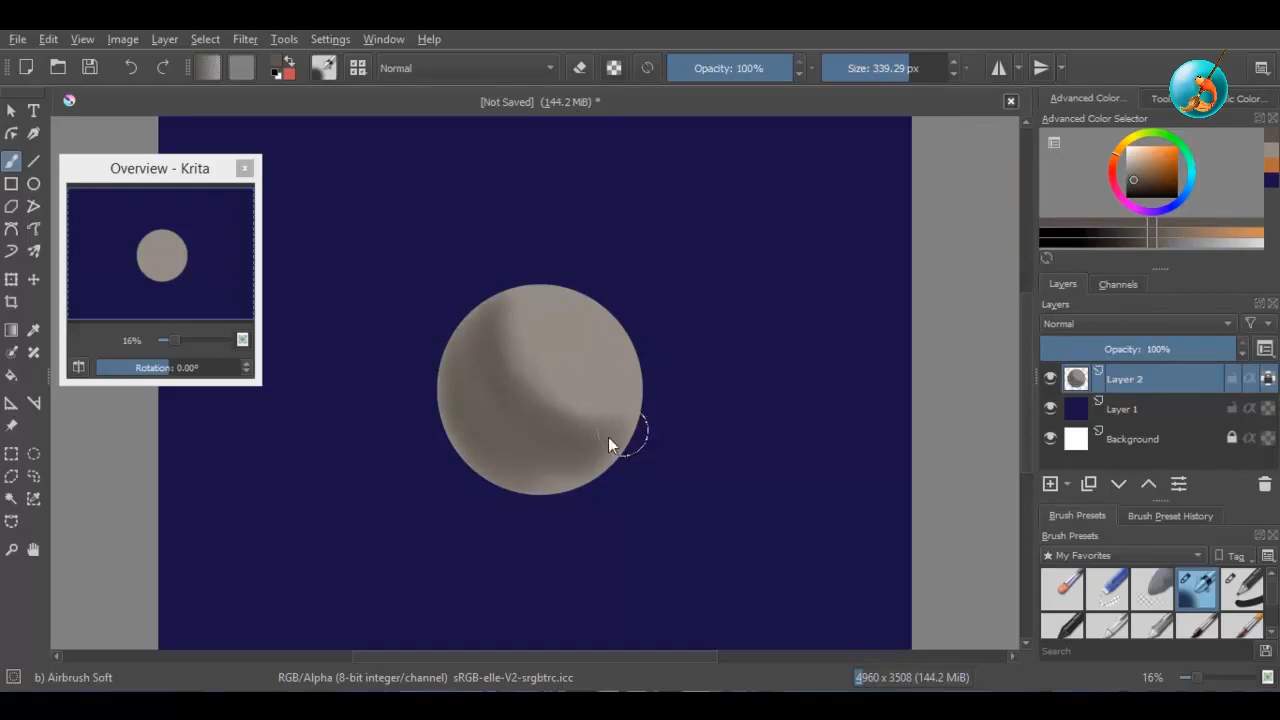 File Edit View Image Layer Select Filter Tools Settings Window Help
Normal Opacity: 100% Size: 339.29 px
[Not Saved] (144.2 MiB) *
Advanced Color... Tool ic Color...
Advanced Color Selector
Overview - Krita
16%
Rotation: 0.00°
Layers Channels
Layers
Normal
Opacity: 100%
Layer 2
Layer 1
Background
Brush Presets Brush Preset History
Brush Presets
★ My Favorites Tag
Search
b) Airbrush Soft RGB/Alpha (8-bit integer/channel) sRGB-elle-V2-srgbtrc.icc 4960 x 3508 (144.2 MiB) 16%